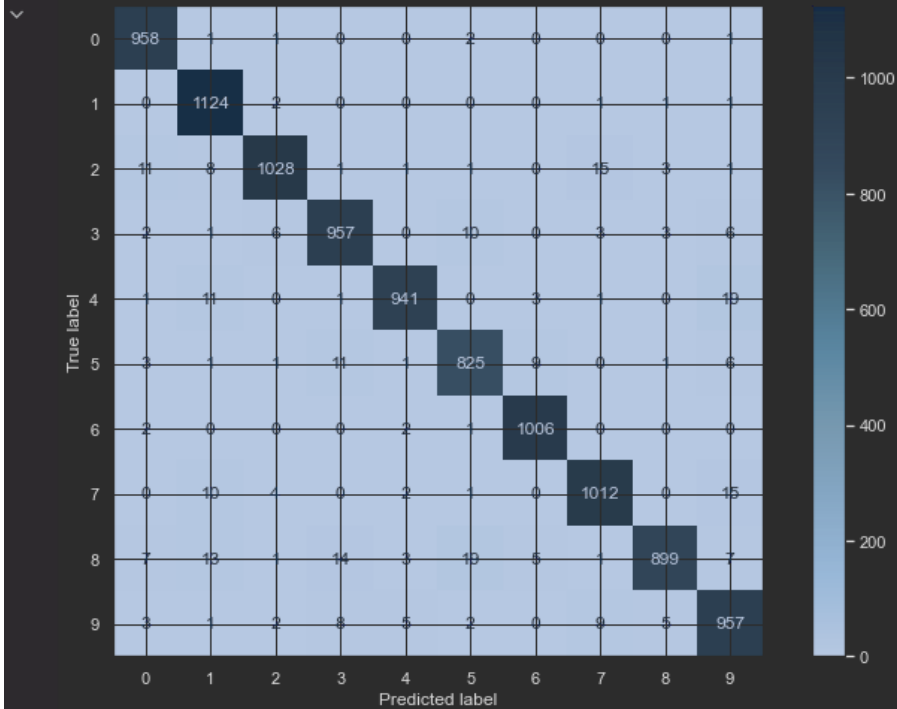 0 958 1 1 0 0 2 0 0 0 1
1 0 1124 2 0 0 0 0 1 1 1
2 11 8 1028 1 1 1 0 15 3 1
3 2 1 6 957 0 10 0 3 3 6
4 1 11 0 1 941 0 3 1 0 19
5 3 1 1 11 1 825 9 0 1 6
6 2 0 0 0 2 1 1006 0 0 0
7 0 10 4 0 2 1 0 1012 0 15
8 7 13 1 14 3 19 5 1 899 7
9 3 1 2 8 5 2 0 9 5 957
0 1 2 3 4 5 6 7 8 9
Predicted label
True label
1000
800
600
400
200
0